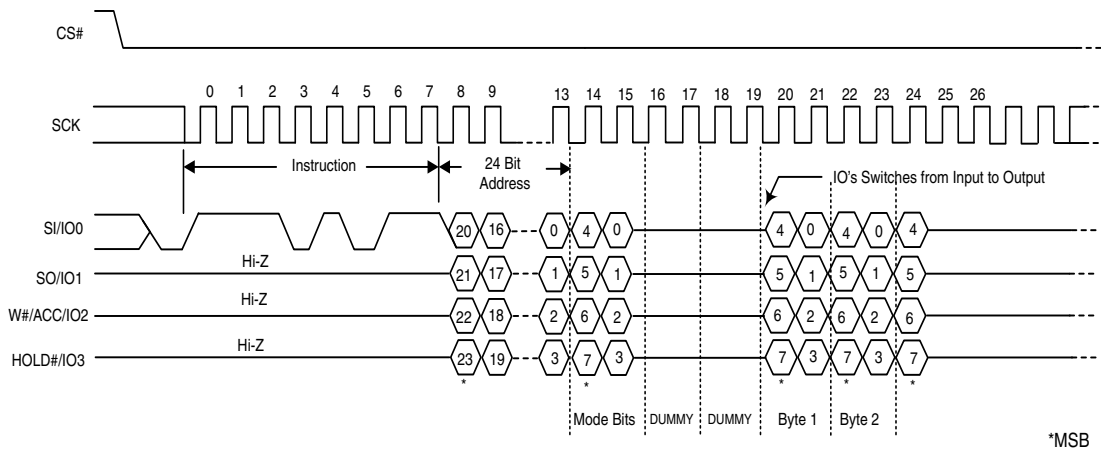 CS#
0 1 2 3 4 5 6 7 8 9 13 14 15 16 17 18 19 20 21 22 23 24 25 26
SCK
Instruction
24 Bit
Address
IO's Switches from Input to Output
SI/IO0 20 16 0 4 0 4 0 4 0 4
Hi-Z
SO/IO1 21 17 1 5 1 5 1 5 1 5
Hi-Z
W#/ACC/IO2 22 18 2 6 2 6 2 6 2 6
Hi-Z
HOLD#/IO3 23 19 3 7 3 7 3 7 3 7
* * * * *
Mode Bits DUMMY DUMMY Byte 1 Byte 2
*MSB